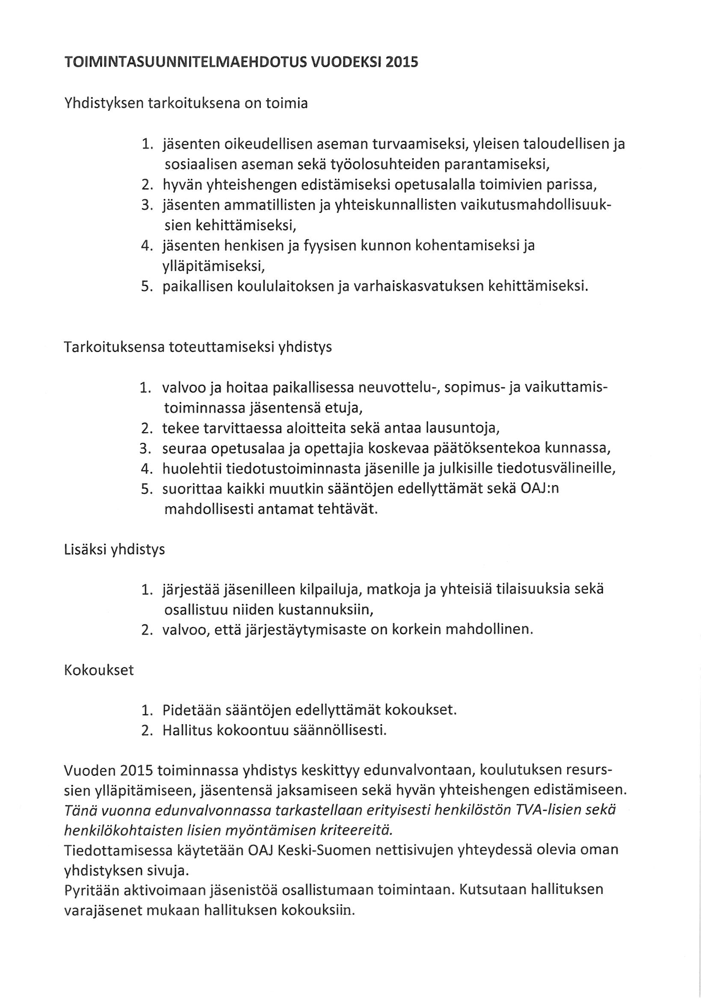 TOIMINTASUUNNITELMAEHDOTUS VUODEKSI 2015
Yhdistyksen tarkoituksena on toimia
1. jäsenten oikeudellisen aseman turvaamiseksi, yleisen taloudellisen ja
sosiaalisen aseman sekä työolosuhteiden parantamiseksi,
2. hyvän yhteishengen edistämiseksi opetusalalla toimivien parissa,
3. jäsenten ammatillisten ja yhteiskunnallisten vaikutusmahdollisuuk-
sien kehittämiseksi,
4. jäsenten henkisen ja fyysisen kunnon kohentamiseksi ja
ylläpitämiseksi,
5. paikallisen koululaitoksen ja varhaiskasvatuksen kehittämiseksi.
Tarkoituksensa toteuttamiseksi yhdistys
1. valvoo ja hoitaa paikallisessa neuvottelu-, sopimus- ja vaikuttamis-
toiminnassa jäsentensä etuja,
2. tekee tarvittaessa aloitteita sekä antaa lausuntoja,
3. seuraa opetusalaa ja opettajia koskevaa päätöksentekoa kunnassa,
4. huolehtii tiedotustoiminnasta jäsenille ja julkisille tiedotusvälineille,
5. suorittaa kaikki muutkin sääntöjen edellyttämät sekä OAJ:n
mahdollisesti antamat tehtävät.
Lisäksi yhdistys
1. järjestää jäsenilleen kilpailuja, matkoja ja yhteisiä tilaisuuksia sekä
osallistuu niiden kustannuksiin,
2. valvoo, että järjestäytymisaste on korkein mahdollinen.
Kokoukset
1. Pidetään sääntöjen edellyttämät kokoukset.
2. Hallitus kokoontuu säännöllisesti.
Vuoden 2015 toiminnassa yhdistys keskittyy edunvalvontaan, koulutuksen resurs-
sien ylläpitämiseen, jäsentensä jaksamiseen sekä hyvän yhteishengen edistämiseen.
Tänä vuonna edunvalvonnassa tarkastellaan erityisesti henkilöstön TVA-lisien sekä
henkilökohtaisten lisien myöntämisen kriteereitä.
Tiedottamisessa käytetään OAJ Keski-Suomen nettisivujen yhteydessä olevia oman
yhdistyksen sivuja.
Pyritään aktivoimaan jäsenistöä osallistumaan toimintaan. Kutsutaan hallituksen
varajäsenet mukaan hallituksen kokouksiin.